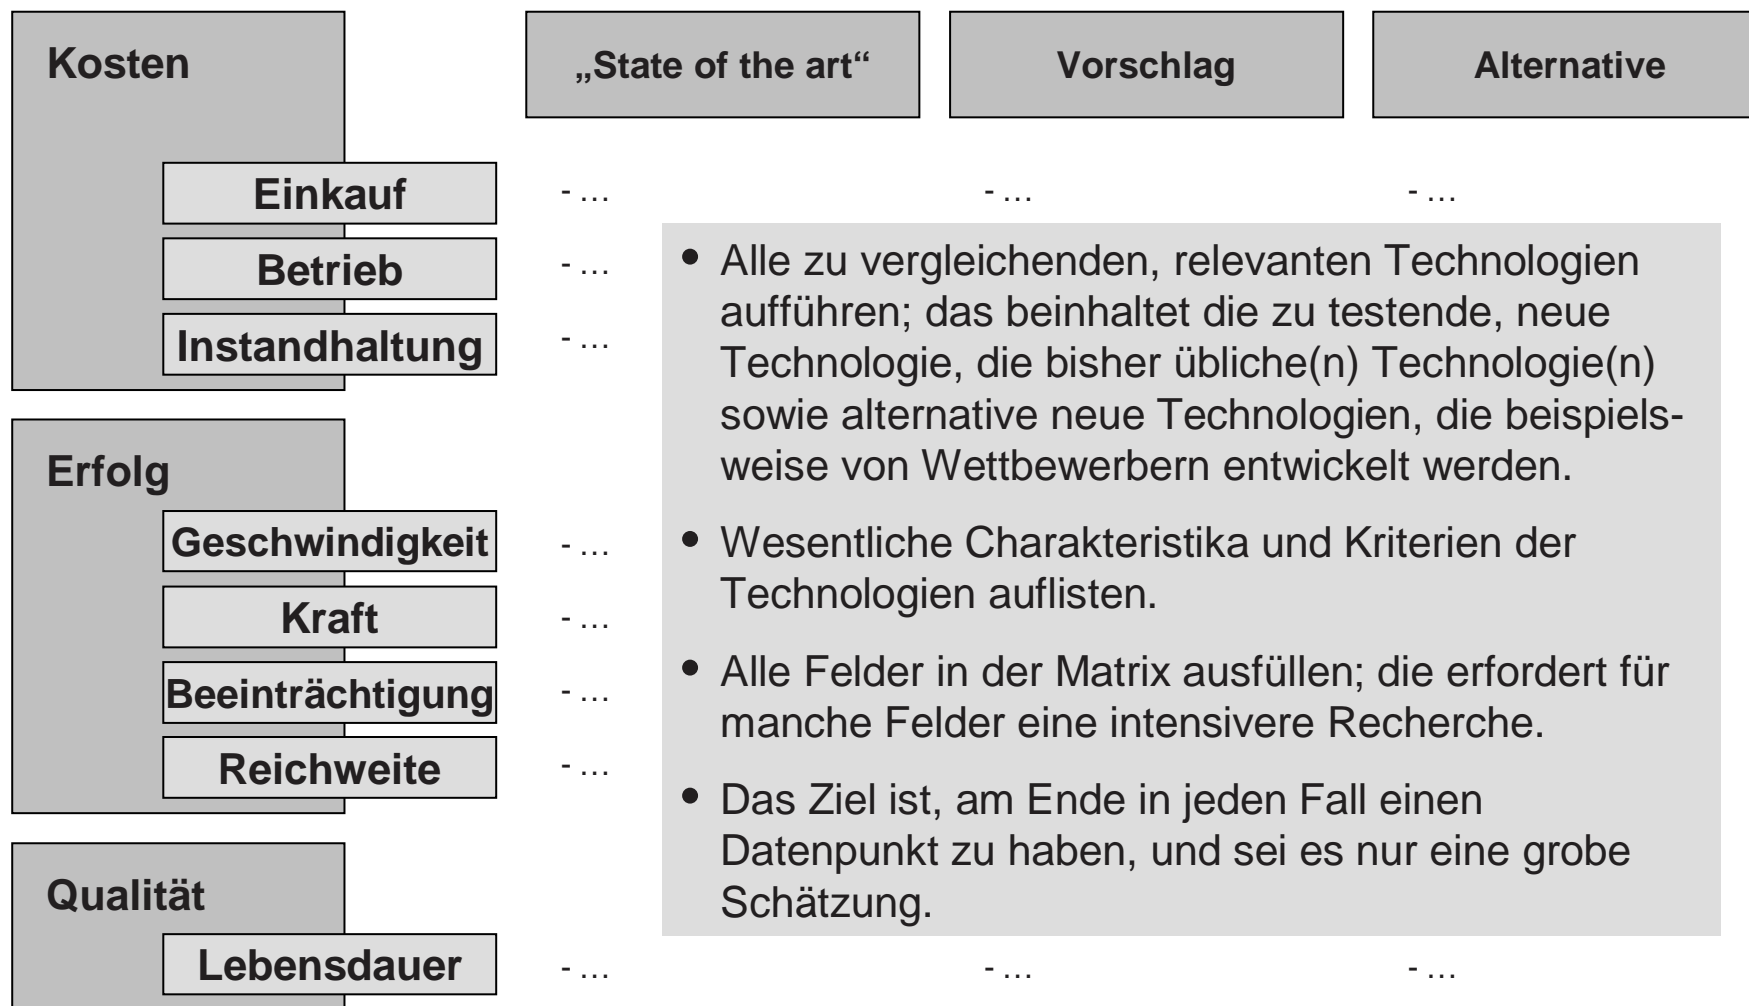 Kosten
„State of the art“
Vorschlag
Alternative
Einkauf
- …
- …
- …
Betrieb
- …
Instandhaltung
- …
Erfolg
Geschwindigkeit
- …
Kraft
- …
Beeinträchtigung
- …
Reichweite
- …
• Alle zu vergleichenden, relevanten Technologien
aufführen; das beinhaltet die zu testende, neue
Technologie, die bisher übliche(n) Technologie(n)
sowie alternative neue Technologien, die beispiels-
weise von Wettbewerbern entwickelt werden.
• Wesentliche Charakteristika und Kriterien der
Technologien auflisten.
• Alle Felder in der Matrix ausfüllen; die erfordert für
manche Felder eine intensivere Recherche.
• Das Ziel ist, am Ende in jeden Fall einen
Datenpunkt zu haben, und sei es nur eine grobe
Schätzung.
Qualität
Lebensdauer
- …
- …
- …